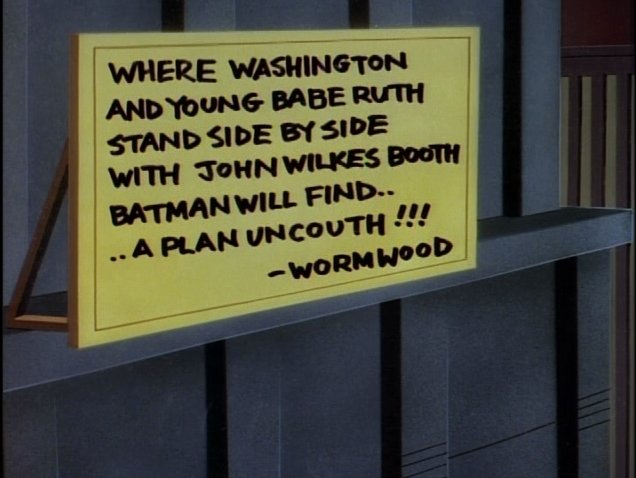 WHERE WASHINGTON
AND YOUNG BABE RUTH
STAND SIDE BY SIDE
WITH JOHN WILKES BOOTH
BATMAN WILL FIND..
..A PLAN UNCOUTH!!!
-WORMWOOD